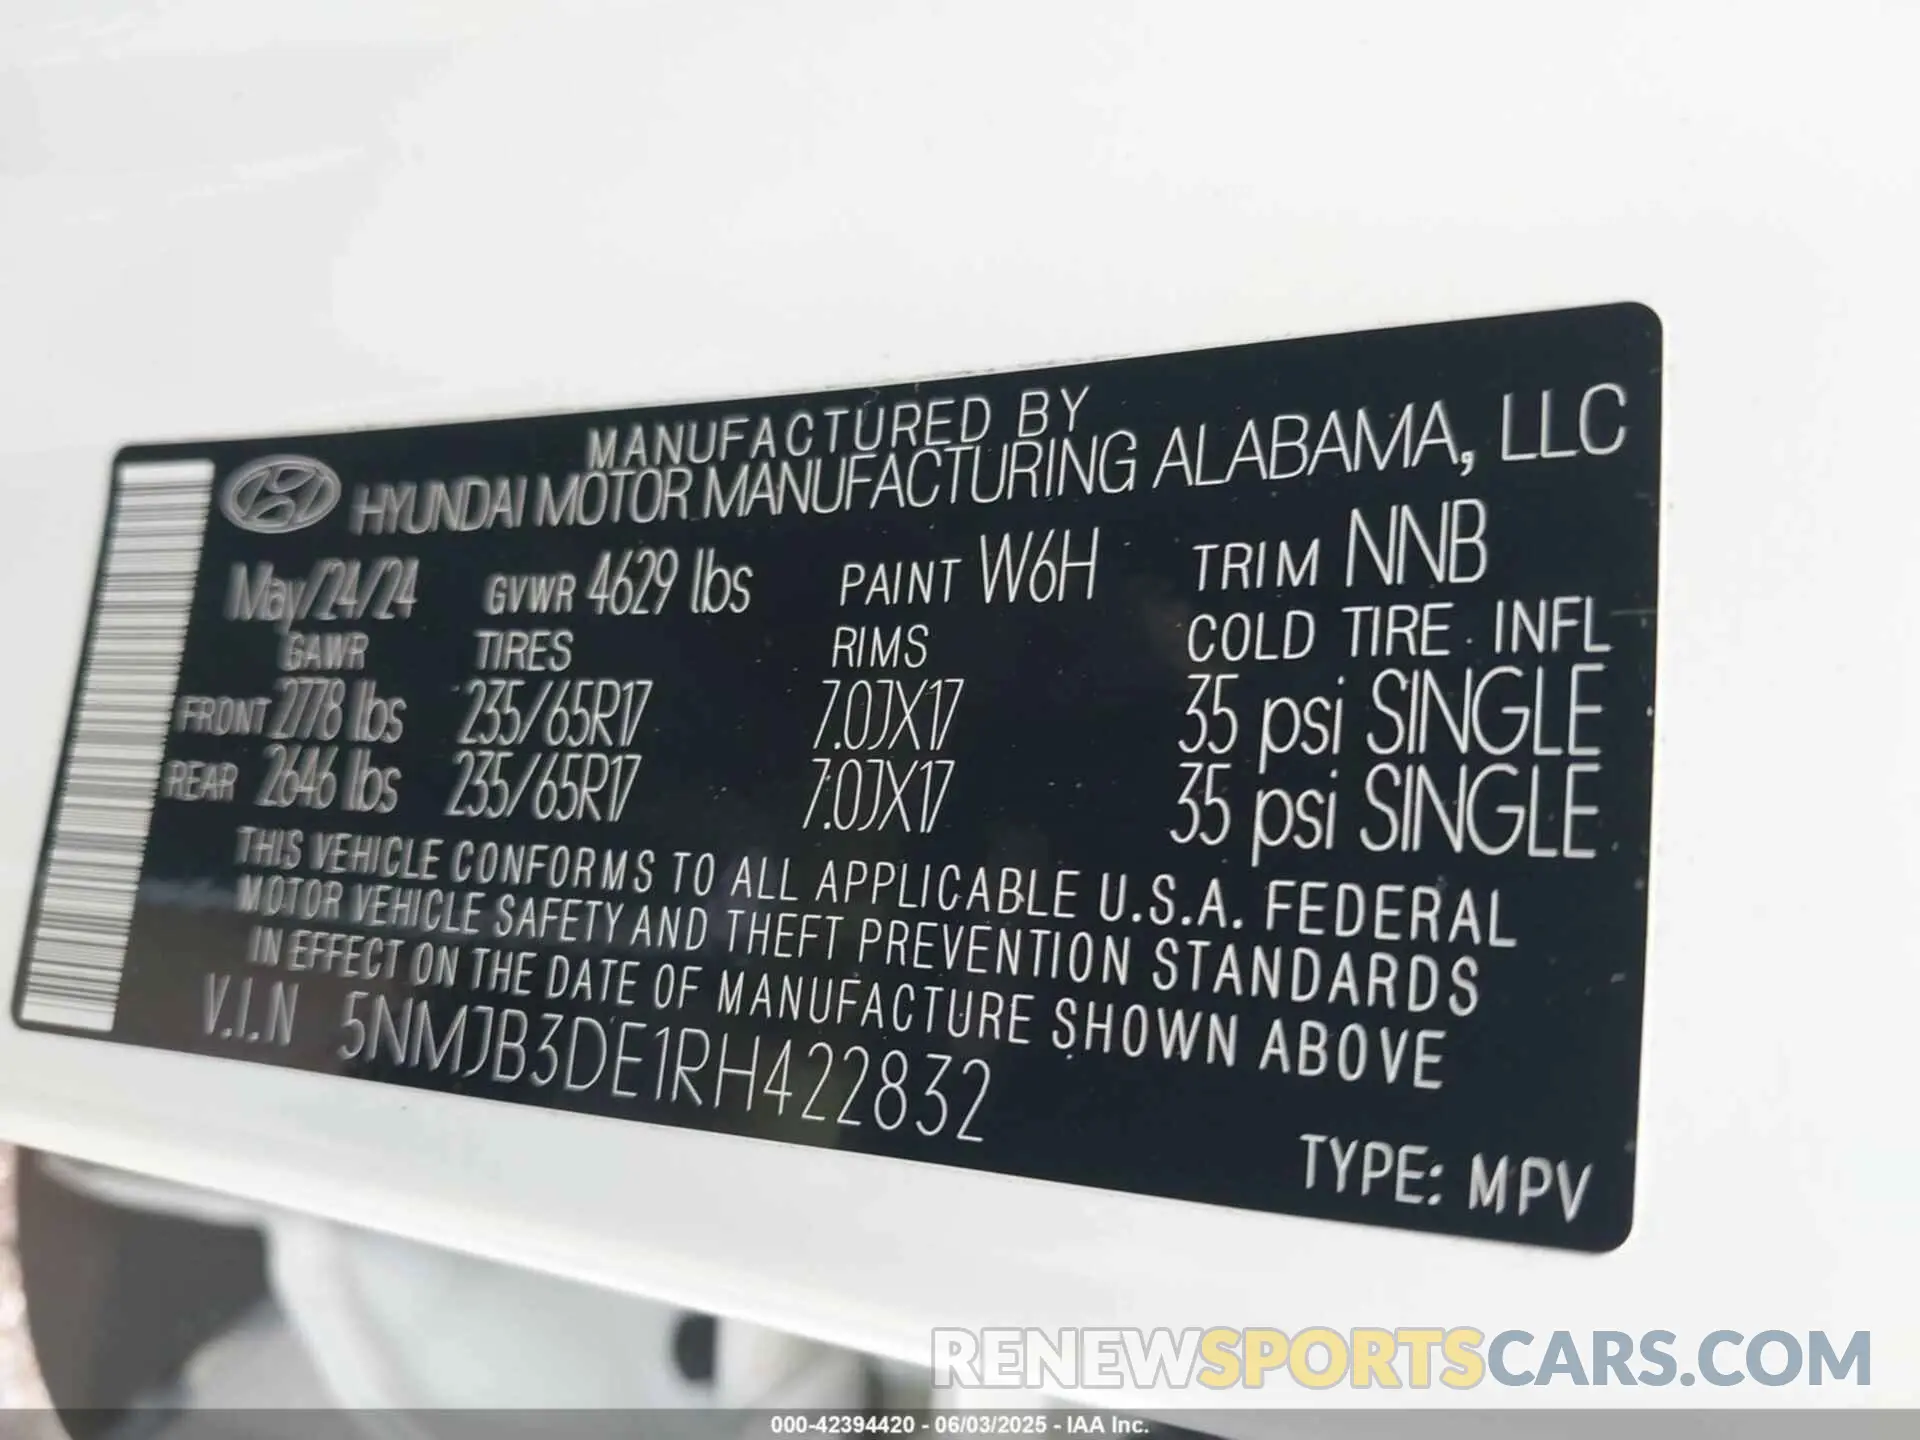 MANUFACTURED BY
HYUNDAI MOTOR MANUFACTURING ALABAMA, LLC
May/24/24 GVWR 4629 lbs PAINT W6H TRIM NNB
GAWR TIRES RIMS COLD TIRE INFL
FRONT 2778 lbs 235/65R17 7.0JX17 35 psi SINGLE
REAR 2646 lbs 235/65R17 7.0JX17 35 psi SINGLE
THIS VEHICLE CONFORMS TO ALL APPLICABLE U.S.A. FEDERAL
MOTOR VEHICLE SAFETY AND THEFT PREVENTION STANDARDS
IN EFFECT ON THE DATE OF MANUFACTURE SHOWN ABOVE
V.I.N 5NMJB3DE1RH422832
TYPE: MPV
RENEWSPORTSCARS.COM
000-42394420 - 06/03/2025 - IAA Inc.